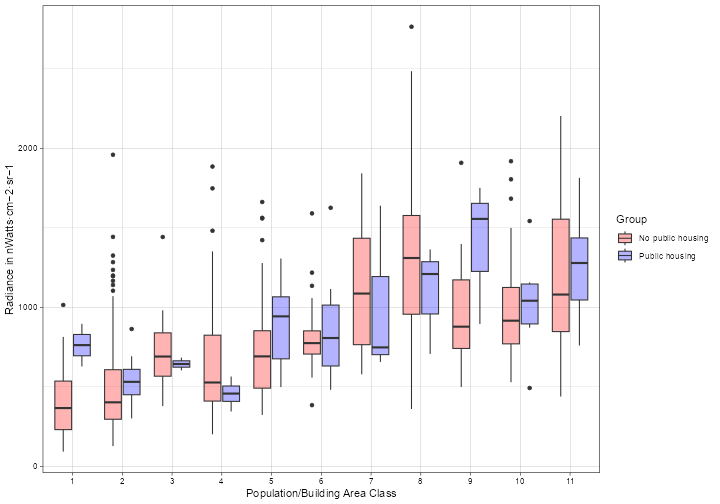 2000
1000
0
Radiance in nWatts·cm−2·sr−1
1 2 3 4 5 6 7 8 9 10 11
Population/Building Area Class
Group
No public housing
Public housing